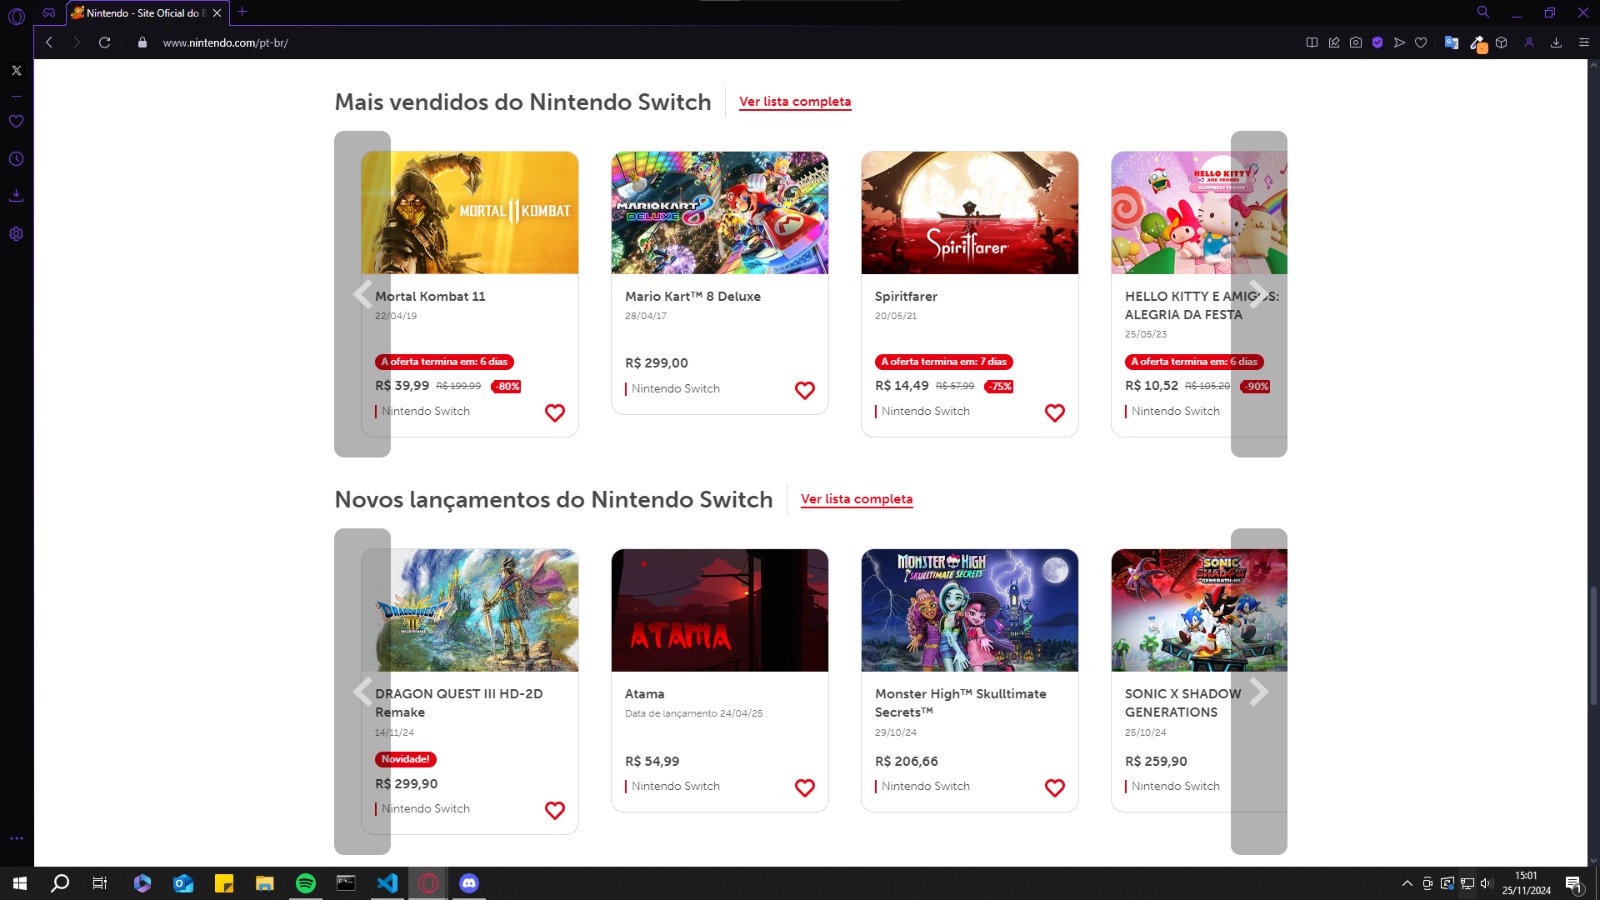 Nintendo - Site Oficial do B
www.nintendo.com/pt-br/
Mais vendidos do Nintendo Switch
Ver lista completa
MORTAL KOMBAT
Mortal Kombat 11
22/04/19
A oferta termina em: 6 dias
R$ 39,99 R$ 199,99 -80%
Nintendo Switch
MARIOKART 8
DELUXE
Mario Kart™ 8 Deluxe
28/04/17
R$ 299,00
Nintendo Switch
Spiritfarer
Spiritfarer
20/05/21
A oferta termina em: 7 dias
R$ 14,49 R$ 57,99 -75%
Nintendo Switch
HELLO KITTY
AND FRIENDS
HAPPINESS PARADE
HELLO KITTY E AMIGOS:
ALEGRIA DA FESTA
25/05/23
A oferta termina em: 6 dias
R$ 10,52 R$ 105,20 -90%
Nintendo Switch
Novos lançamentos do Nintendo Switch
Ver lista completa
DRAGON QUEST
III
HD-2D REMAKE
DRAGON QUEST III HD-2D
Remake
14/11/24
Novidade!
R$ 299,90
Nintendo Switch
ATAMA
Atama
Data de lançamento 24/04/25
R$ 54,99
Nintendo Switch
MONSTER HIGH
SKULLTIMATE SECRETS
Monster High™ Skulltimate
Secrets™
29/10/24
R$ 206,66
Nintendo Switch
SONIC
SHADOW
GENERATIONS
SONIC X SHADOW
GENERATIONS
25/10/24
R$ 259,90
Nintendo Switch
15:01
25/11/2024
1